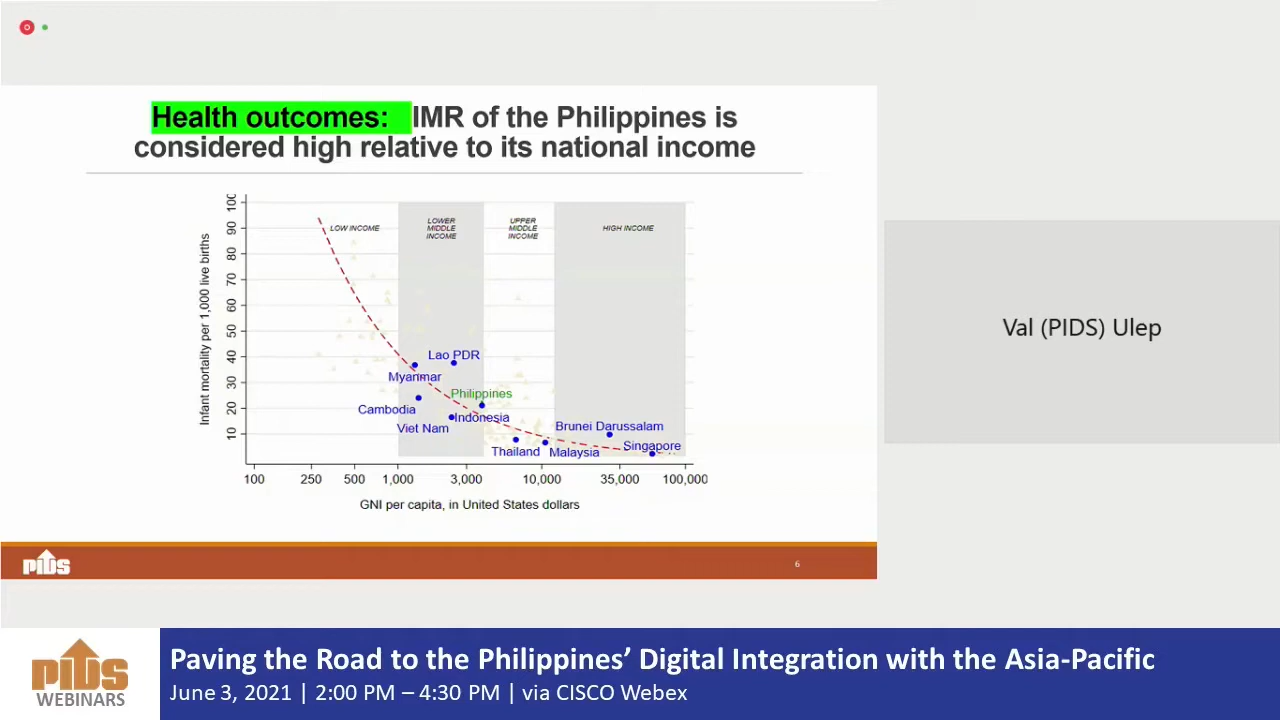 Health outcomes: IMR of the Philippines is
considered high relative to its national income
Infant mortality per 1,000 live births
100
90
80
70
60
50
40
30
20
10
LOW INCOME
LOWER
MIDDLE
INCOME
UPPER
MIDDLE
INCOME
HIGH INCOME
Lao PDR
Myanmar
Philippines
Cambodia
Indonesia
Viet Nam
Brunei Darussalam
Thailand
Malaysia
Singapore
100 250 500 1,000 3,000 10,000 35,000 100,000
GNI per capita, in United States dollars
PIDS
6
Val (PIDS) Ulep
PIDS
WEBINARS
Paving the Road to the Philippines’ Digital Integration with the Asia-Pacific
June 3, 2021 | 2:00 PM – 4:30 PM | via CISCO Webex